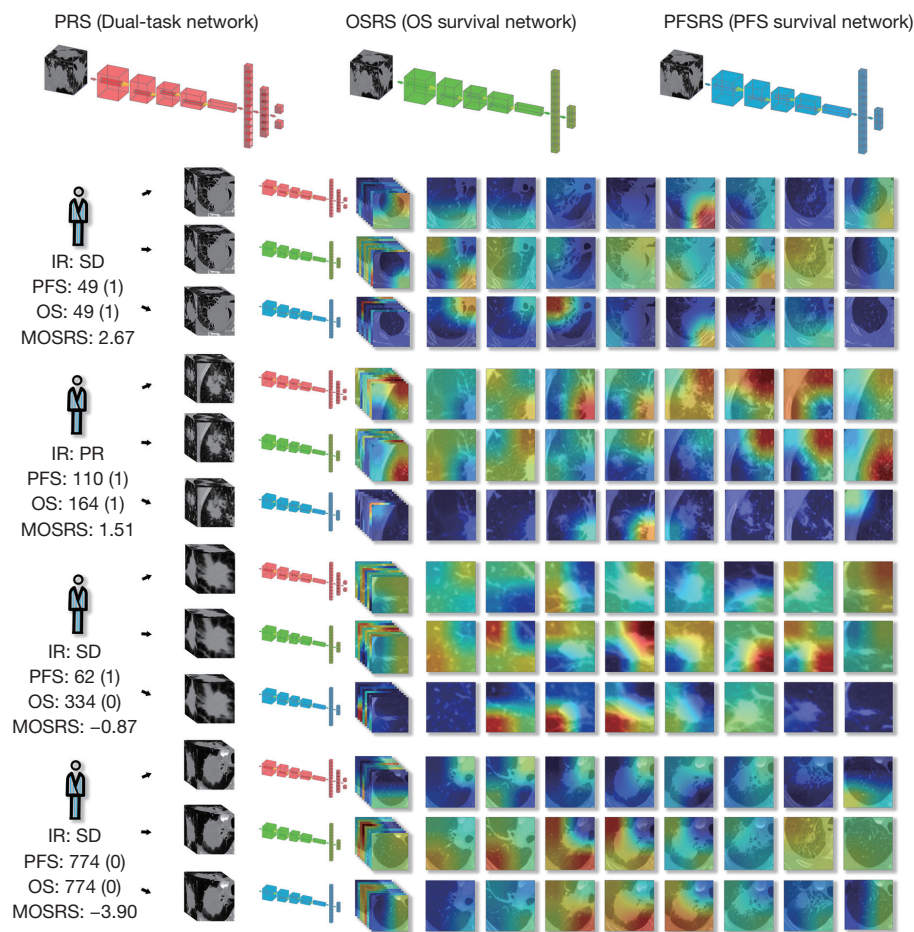 PRS (Dual-task network)
OSRS (OS survival network)
PFSRS (PFS survival network)
IR: SD
PFS: 49 (1)
OS: 49 (1)
MOSRS: 2.67
IR: PR
PFS: 110 (1)
OS: 164 (1)
MOSRS: 1.51
IR: SD
PFS: 62 (1)
OS: 334 (0)
MOSRS: −0.87
IR: SD
PFS: 774 (0)
OS: 774 (0)
MOSRS: −3.90